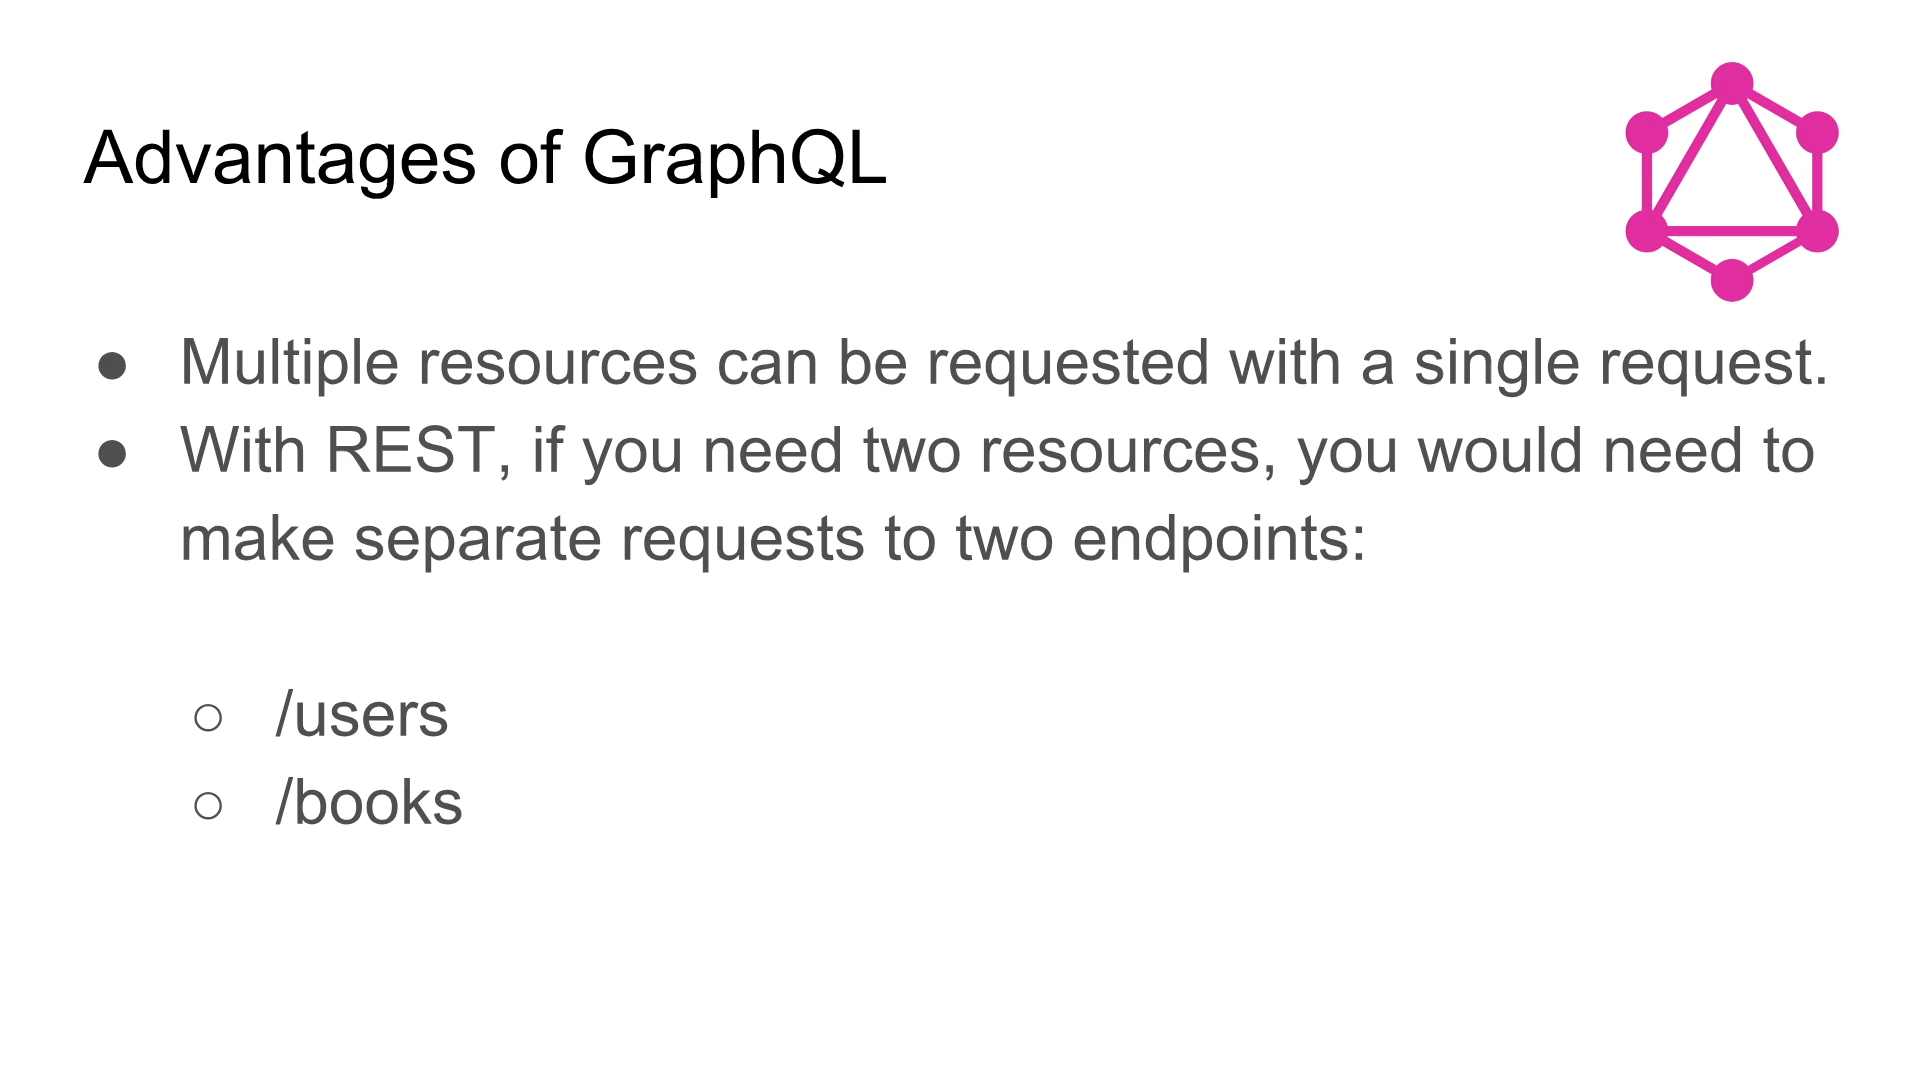 Advantages of GraphQL
● Multiple resources can be requested with a single request.
● With REST, if you need two resources, you would need to
make separate requests to two endpoints:
○ /users
○ /books